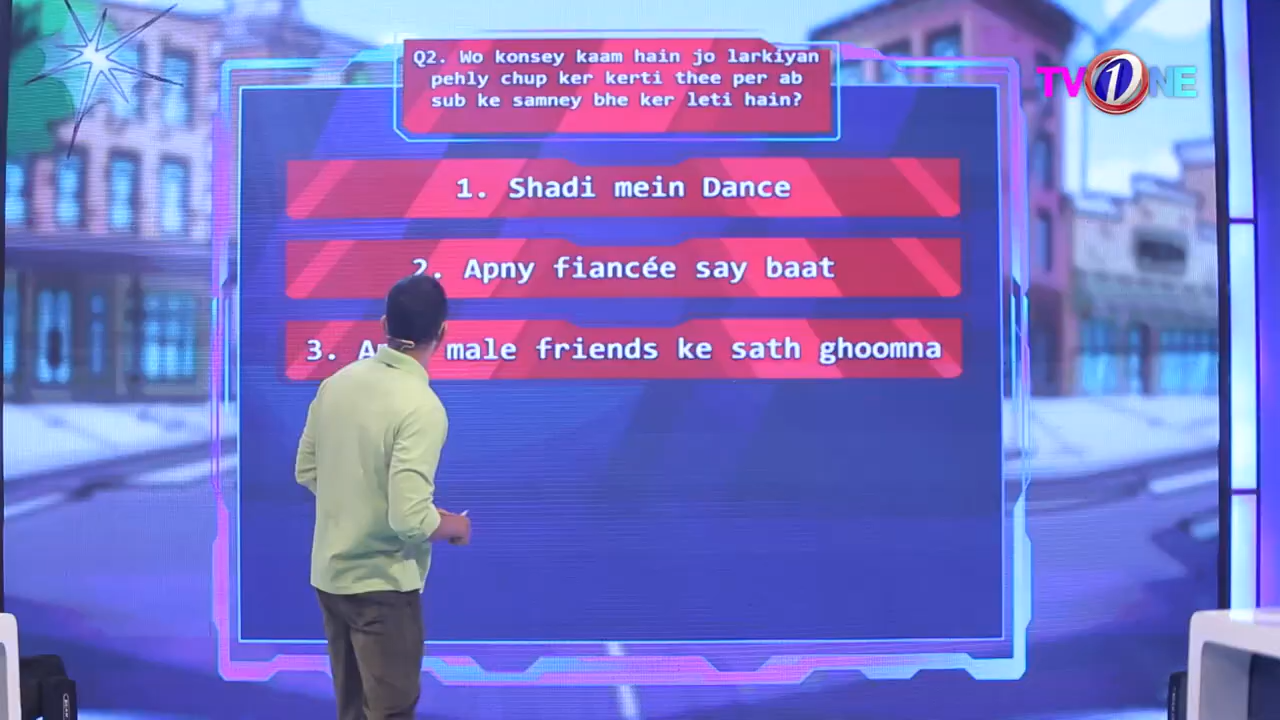 Q2. Wo konsey kaam hain jo larkiyan
pehly chup ker kerti thee per ab
sub ke samney bhe ker leti hain?
TV ONE
1. Shadi mein Dance
2. Apny fiancée say baat
3. male friends ke sath ghoomna